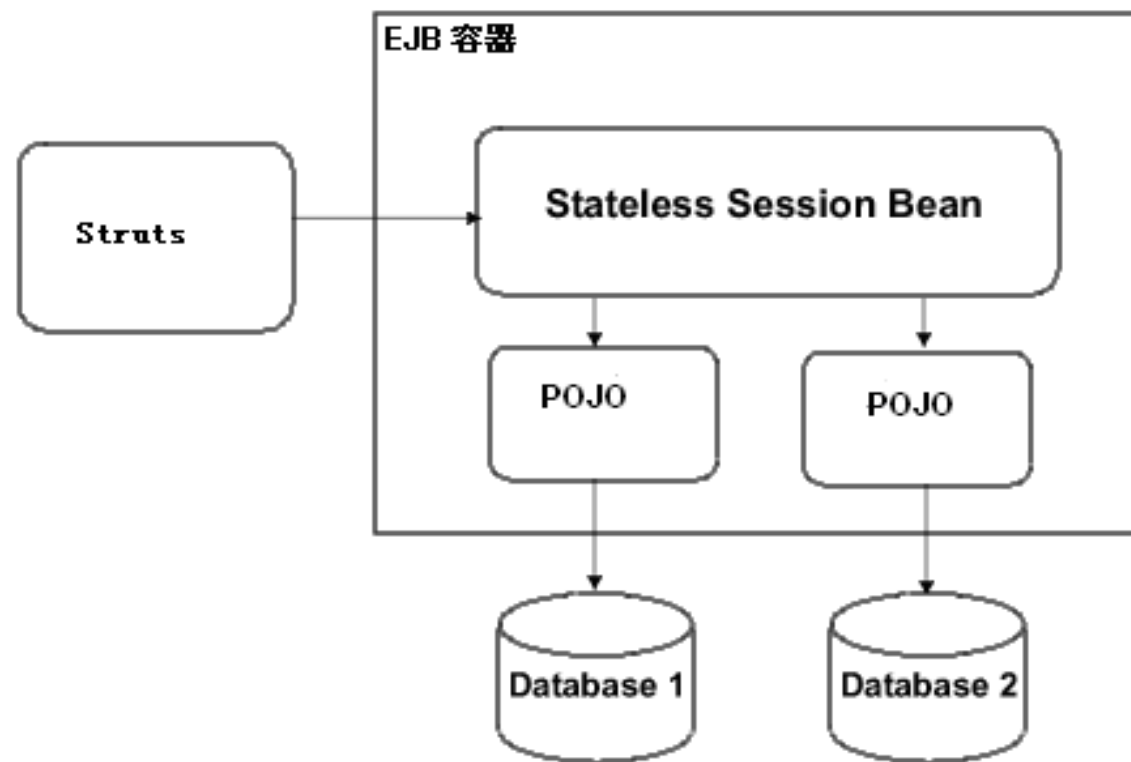 EJB 容器
Struts
Stateless Session Bean
POJO
POJO
Database 1
Database 2